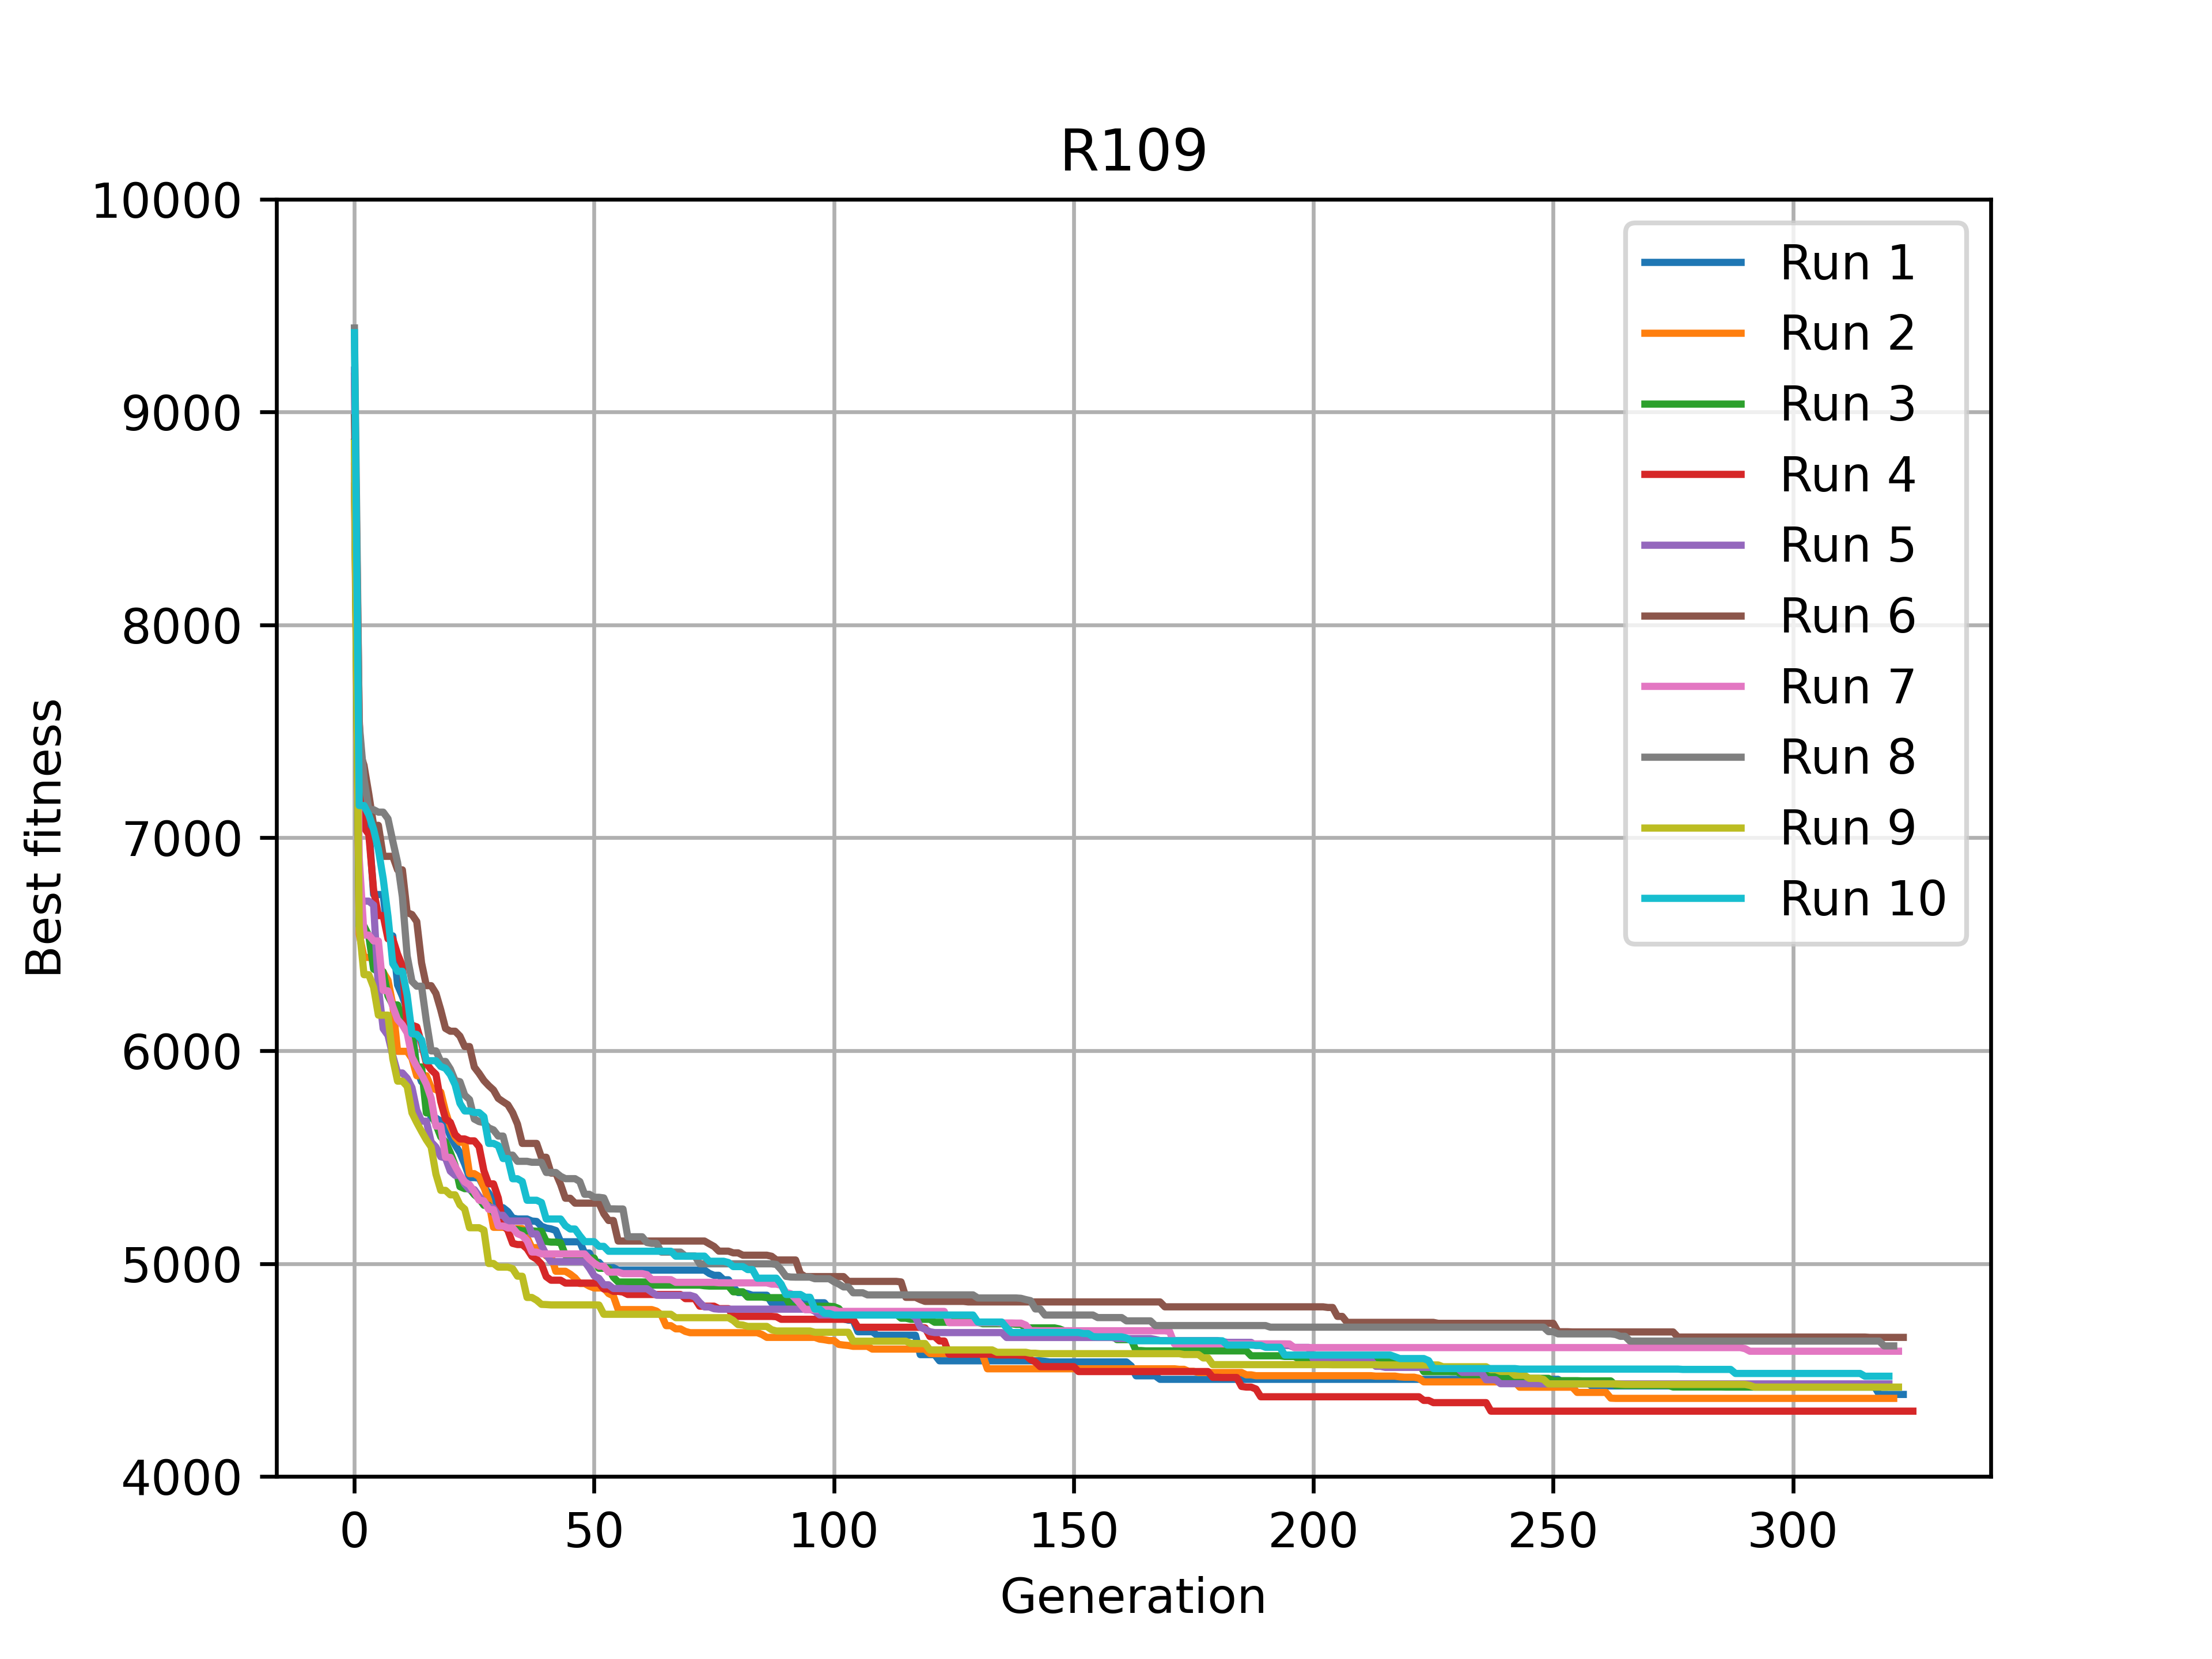 R109
10000
9000
8000
7000
6000
5000
4000
Best fitness
0 50 100 150 200 250 300
Generation
Run 1
Run 2
Run 3
Run 4
Run 5
Run 6
Run 7
Run 8
Run 9
Run 10